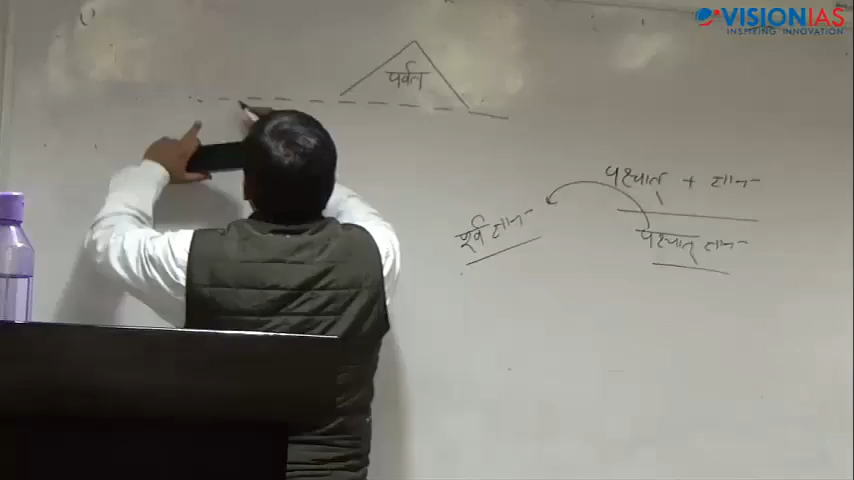 VISIONIAS
INSPIRING INNOVATION
पर्वत
पश्चात + ज्ञान
पूर्व ज्ञान
पश्चात् ज्ञान